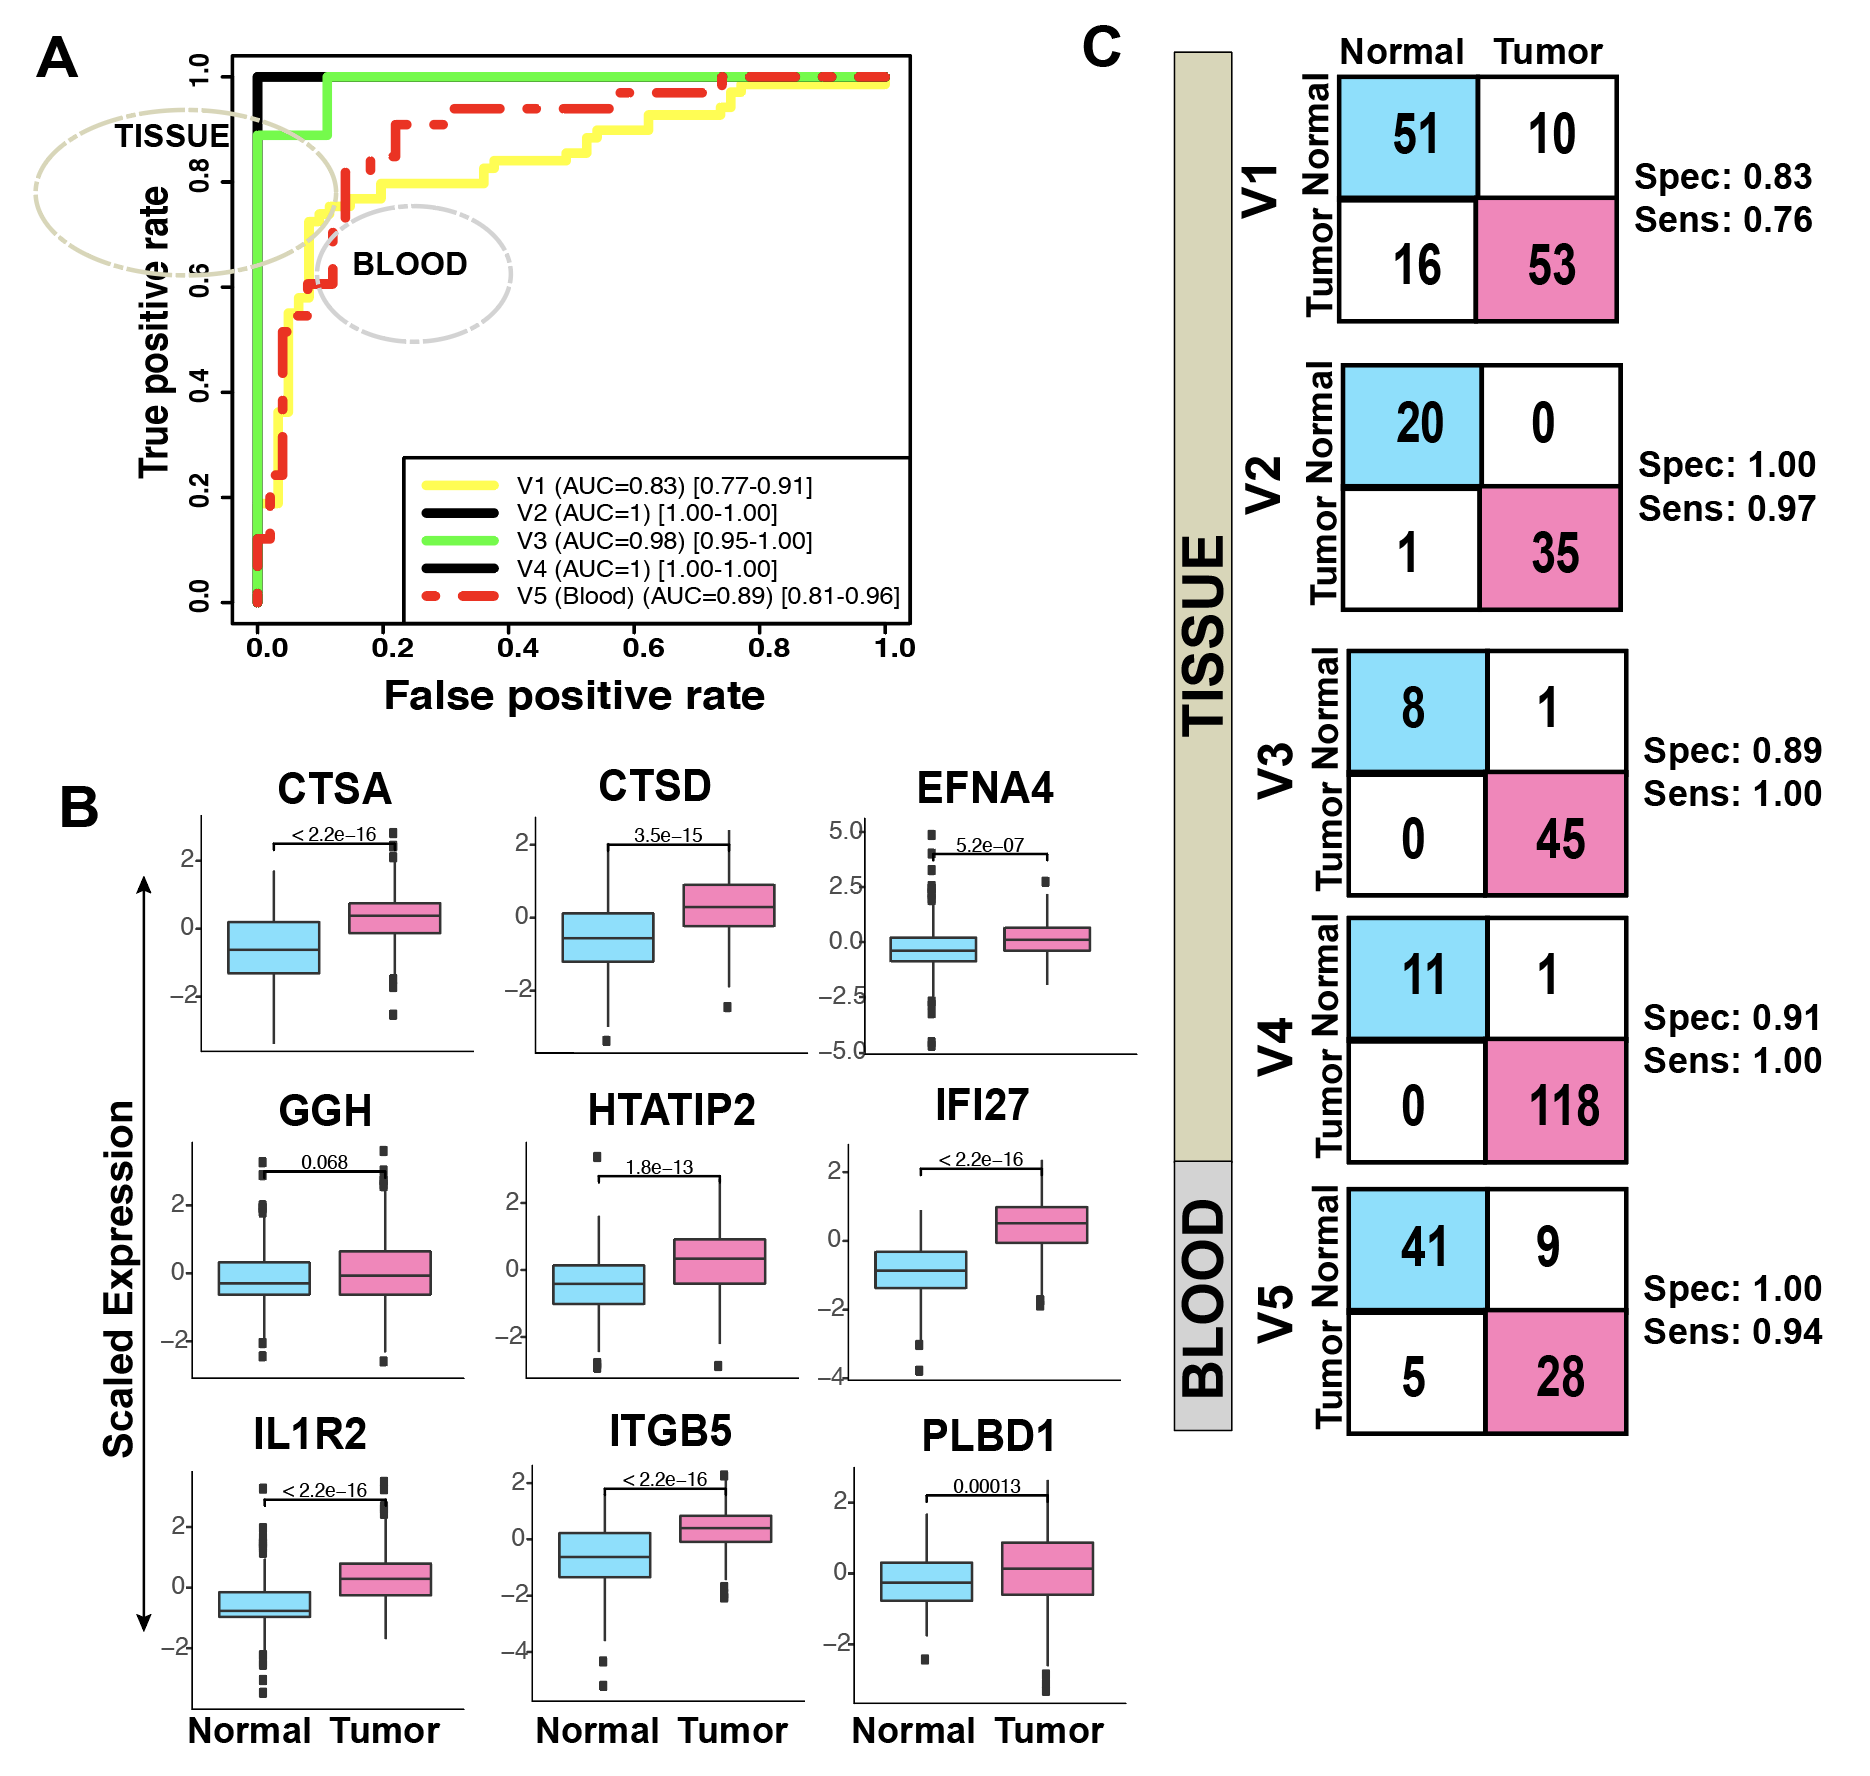 A
TISSUE
BLOOD
True positive rate
1.0
0.8
0.6
0.4
0.2
0.0
V1 (AUC=0.83) [0.77-0.91]
V2 (AUC=1) [1.00-1.00]
V3 (AUC=0.98) [0.95-1.00]
V4 (AUC=1) [1.00-1.00]
V5 (Blood) (AUC=0.89) [0.81-0.96]
0.0 0.2 0.4 0.6 0.8 1.0
False positive rate
B
Scaled Expression
CTSA
< 2.2e−16
2
0
−2
CTSD
3.5e−15
2
0
−2
EFNA4
5.2e−07
5.0
2.5
0.0
−2.5
−5.0
GGH
0.068
2
0
−2
HTATIP2
1.8e−13
2
0
−2
IFI27
< 2.2e−16
2
0
−2
−4
IL1R2
< 2.2e−16
2
0
−2
Normal Tumor
ITGB5
< 2.2e−16
2
0
−2
−4
Normal Tumor
PLBD1
0.00013
2
0
−2
Normal Tumor
C
TISSUE
BLOOD
Normal Tumor
V1
Normal
Tumor
51 10
16 53
Spec: 0.83
Sens: 0.76
V2
Normal
Tumor
20 0
1 35
Spec: 1.00
Sens: 0.97
V3
Normal
Tumor
8 1
0 45
Spec: 0.89
Sens: 1.00
V4
Normal
Tumor
11 1
0 118
Spec: 0.91
Sens: 1.00
V5
Normal
Tumor
41 9
5 28
Spec: 1.00
Sens: 0.94